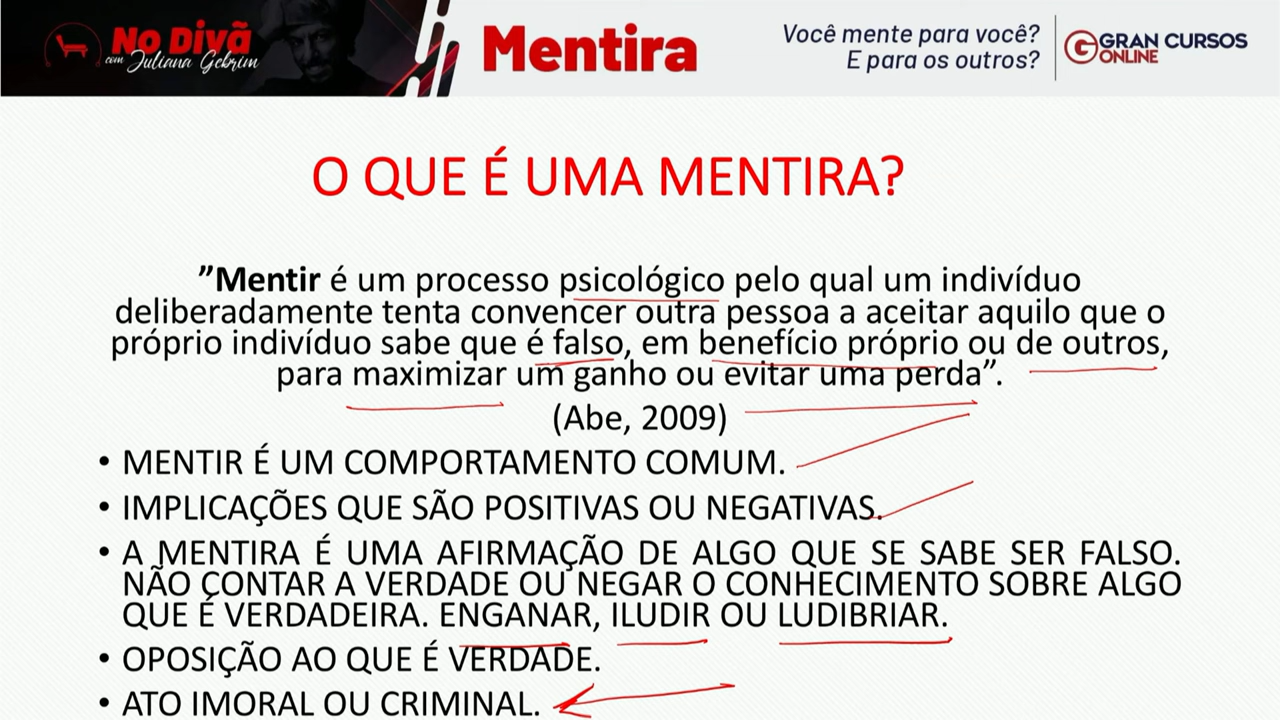 No Divã
com Juliana Gebrim
Mentira
Você mente para você?
E para os outros?
GRAN CURSOS
ONLINE
O QUE É UMA MENTIRA?
”Mentir é um processo psicológico pelo qual um indivíduo
deliberadamente tenta convencer outra pessoa a aceitar aquilo que o
próprio indivíduo sabe que é falso, em benefício próprio ou de outros,
para maximizar um ganho ou evitar uma perda”.
(Abe, 2009)
• MENTIR É UM COMPORTAMENTO COMUM.
• IMPLICAÇÕES QUE SÃO POSITIVAS OU NEGATIVAS.
• A MENTIRA É UMA AFIRMAÇÃO DE ALGO QUE SE SABE SER FALSO.
NÃO CONTAR A VERDADE OU NEGAR O CONHECIMENTO SOBRE ALGO
QUE É VERDADEIRA. ENGANAR, ILUDIR OU LUDIBRIAR.
• OPOSIÇÃO AO QUE É VERDADE.
• ATO IMORAL OU CRIMINAL.